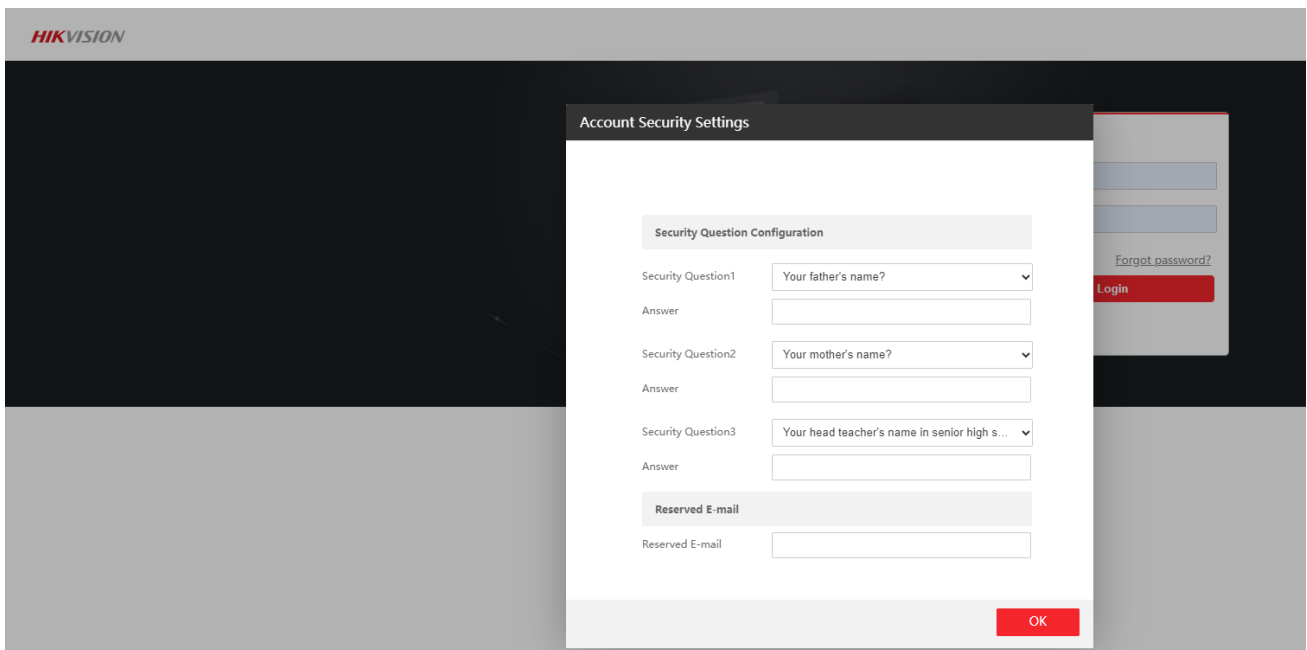 HIKVISION
Account Security Settings
Security Question Configuration
Security Question1
Your father's name?
Answer
Security Question2
Your mother's name?
Answer
Security Question3
Your head teacher's name in senior high s...
Answer
Reserved E-mail
Reserved E-mail
OK
Forgot password?
Login